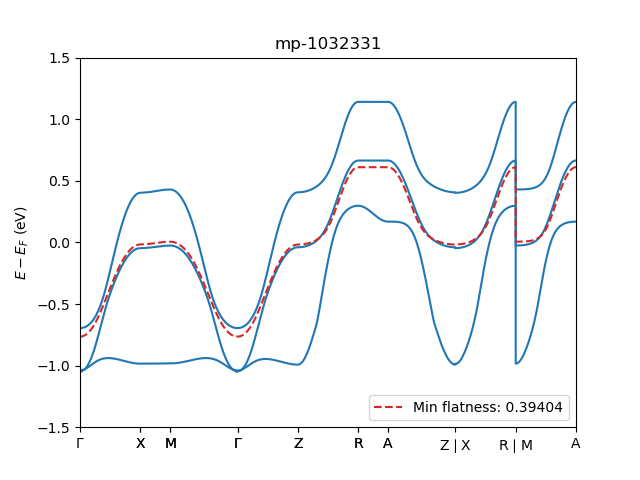 mp-1032331
1.5
1.0
0.5
0.0
−0.5
−1.0
−1.5
E − E_F (eV)
Min flatness: 0.39404
Γ X M Γ Z R A Z | X R | M A